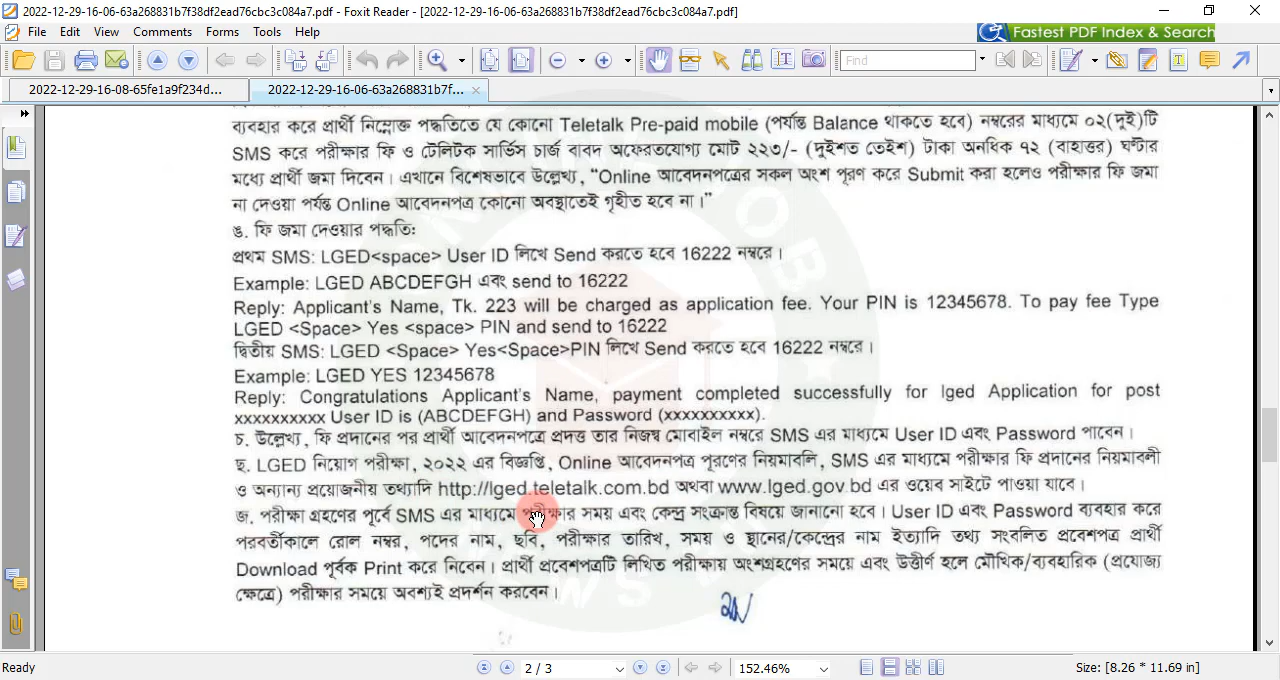 2022-12-29-16-06-63a268831b7f38df2ead76cbc3c084a7.pdf - Foxit Reader - [2022-12-29-16-06-63a268831b7f38df2ead76cbc3c084a7.pdf]
File Edit View Comments Forms Tools Help
Fastest PDF Index & Search
Find
2022-12-29-16-08-65fe1a9f234d... 2022-12-29-16-06-63a268831b7f...
ব্যবহার করে প্রার্থী নিম্নোক্ত পদ্ধতিতে যে কোনো Teletalk Pre-paid mobile (পর্যাপ্ত Balance থাকতে হবে) নম্বরের মাধ্যমে ০২(দুই)টি
SMS করে পরীক্ষার ফি ও টেলিটক সার্ভিস চার্জ বাবদ অফেরতযোগ্য মোট ২২৩/- (দুইশত তেইশ) টাকা অনধিক ৭২ (বাহাত্তর) ঘণ্টার
মধ্যে প্রার্থী জমা দিবেন। এখানে বিশেষভাবে উল্লেখ্য, “Online আবেদনপত্রের সকল অংশ পূরণ করে Submit করা হলেও পরীক্ষার ফি জমা
না দেওয়া পর্যন্ত Online আবেদনপত্র কোনো অবস্থাতেই গৃহীত হবে না।”
ঙ. ফি জমা দেওয়ার পদ্ধতিঃ
প্রথম SMS: LGED<space> User ID লিখে Send করতে হবে 16222 নম্বরে।
Example: LGED ABCDEFGH এবং send to 16222
Reply: Applicant's Name, Tk. 223 will be charged as application fee. Your PIN is 12345678. To pay fee Type
LGED <Space> Yes <space> PIN and send to 16222
দ্বিতীয় SMS: LGED <Space> Yes<Space>PIN লিখে Send করতে হবে 16222 নম্বরে।
Example: LGED YES 12345678
Reply: Congratulations Applicant's Name, payment completed successfully for lged Application for post
xxxxxxxxxx User ID is (ABCDEFGH) and Password (xxxxxxxxxx).
চ. উল্লেখ্য, ফি প্রদানের পর প্রার্থী আবেদনপত্রে প্রদত্ত তার নিজস্ব মোবাইল নম্বরে SMS এর মাধ্যমে User ID এবং Password পাবেন।
ছ. LGED নিয়োগ পরীক্ষা, ২০২২ এর বিজ্ঞপ্তি, Online আবেদনপত্র পূরণের নিয়মাবলি, SMS এর মাধ্যমে পরীক্ষার ফি প্রদানের নিয়মাবলী
ও অন্যান্য প্রয়োজনীয় তথ্যাদি http://lged.teletalk.com.bd অথবা www.lged.gov.bd এর ওয়েব সাইটে পাওয়া যাবে।
জ. পরীক্ষা গ্রহণের পূর্বে SMS এর মাধ্যমে পরীক্ষার সময় এবং কেন্দ্র সংক্রান্ত বিষয়ে জানানো হবে। User ID এবং Password ব্যবহার করে
পরবর্তীকালে রোল নম্বর, পদের নাম, ছবি, পরীক্ষার তারিখ, সময় ও স্থানের/কেন্দ্রের নাম ইত্যাদি তথ্য সংবলিত প্রবেশপত্র প্রার্থী
Download পূর্বক Print করে নিবেন। প্রার্থী প্রবেশপত্রটি লিখিত পরীক্ষায় অংশগ্রহণের সময়ে এবং উত্তীর্ণ হলে মৌখিক/ব্যবহারিক (প্রযোজ্য
ক্ষেত্রে) পরীক্ষার সময়ে অবশ্যই প্রদর্শন করবেন।
Ready 2 / 3 152.46% Size: [8.26 * 11.69 in]